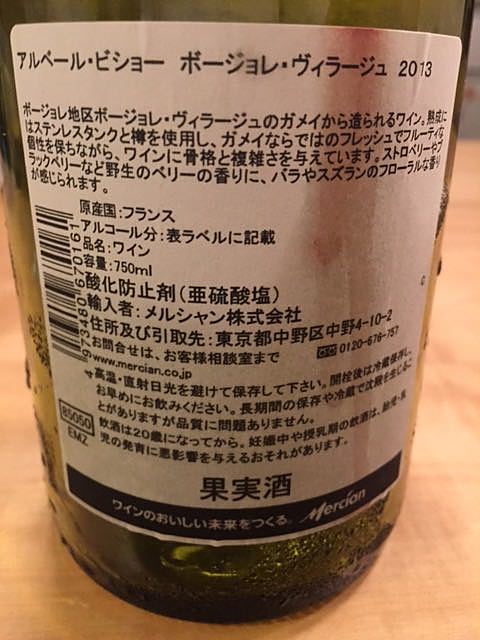 アルベール・ビショー ボージョレ・ヴィラージュ 2013
ボージョレ地区ボージョレ・ヴィラージュのガメイから造られるワイン。熟成に
はステンレスタンクと樽を使用し、ガメイならではのフレッシュでフルーティな
個性を保ちながら、ワインに骨格と複雑さを与えています。ストロベリーやブ
ラックベリーなど野生のベリーの香りに、バラやスズランのフローラルな香り
が感じられます。
原産国:フランス
アルコール分:表ラベルに記載
品名:ワイン
容量:750ml
酸化防止剤(亜硫酸塩)
輸入者:メルシャン株式会社
住所及び引取先:東京都中野区中野4-10-2
お問合せは、お客様相談室まで 0120-676-757
www.mercian.co.jp
4 973480 670161
高温・直射日光を避けて保存して下さい。開栓後は冷蔵保存し、
お早めにお飲みください。長期間の保存や冷蔵で沈殿を生じるこ
とがありますが品質に問題ありません。
飲酒は20歳になってから。妊娠中や授乳期の飲酒は、胎児・乳
児の発育に悪影響を与えるおそれがあります。
85050
EMZ
果実酒
ワインのおいしい未来をつくる。 Mercian